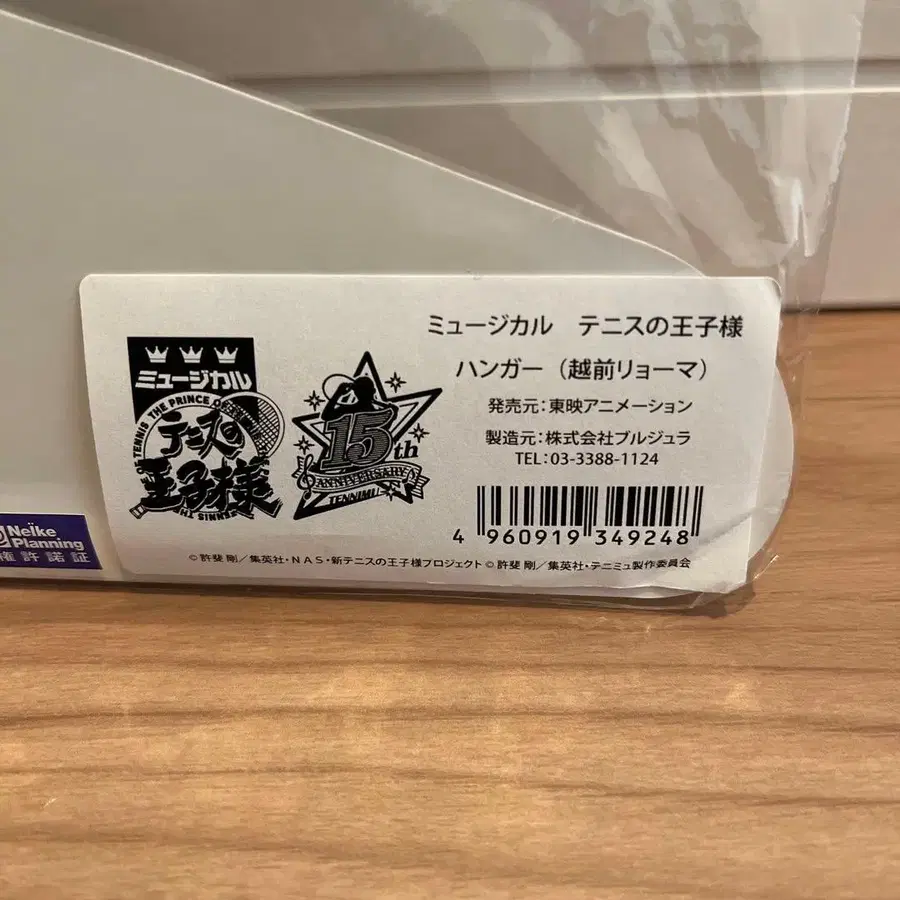 ミュージカル テニスの王子様
ハンガー（越前リョーマ）
発売元：東映アニメーション
製造元：株式会社ブルジュラ
TEL：03-3388-1124
4 960919 349248
©許斐 剛／集英社・NAS・新テニスの王子様プロジェクト ©許斐 剛／集英社・テニミュ製作委員会
ミュージカル
THE PRINCE OF TENNIS
テニスの
王子様
15th
ANNIVERSARY
TENNIMU
Nelke
Planning
権許諾証